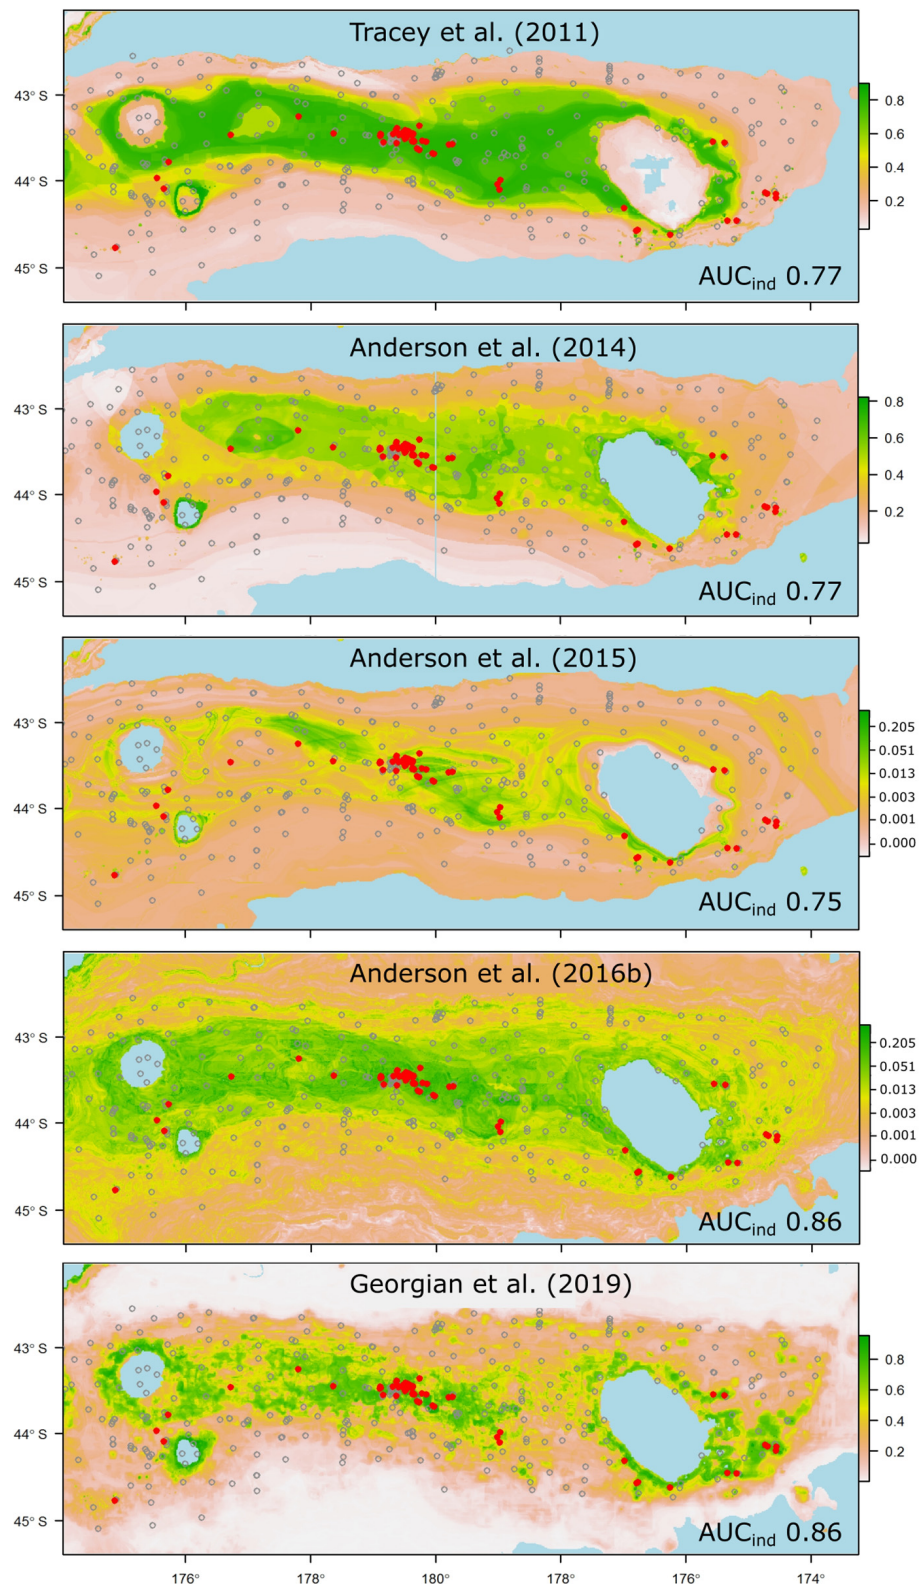 Tracey et al. (2011)
43° S
44° S
45° S
0.8
0.6
0.4
0.2
AUCind 0.77
Anderson et al. (2014)
43° S
44° S
45° S
0.8
0.6
0.4
0.2
AUCind 0.77
Anderson et al. (2015)
43° S
44° S
45° S
0.205
0.051
0.013
0.003
0.001
0.000
AUCind 0.75
Anderson et al. (2016b)
43° S
44° S
45° S
0.205
0.051
0.013
0.003
0.001
0.000
AUCind 0.86
Georgian et al. (2019)
43° S
44° S
45° S
0.8
0.6
0.4
0.2
AUCind 0.86
176° 178° 180° 178° 176° 174°